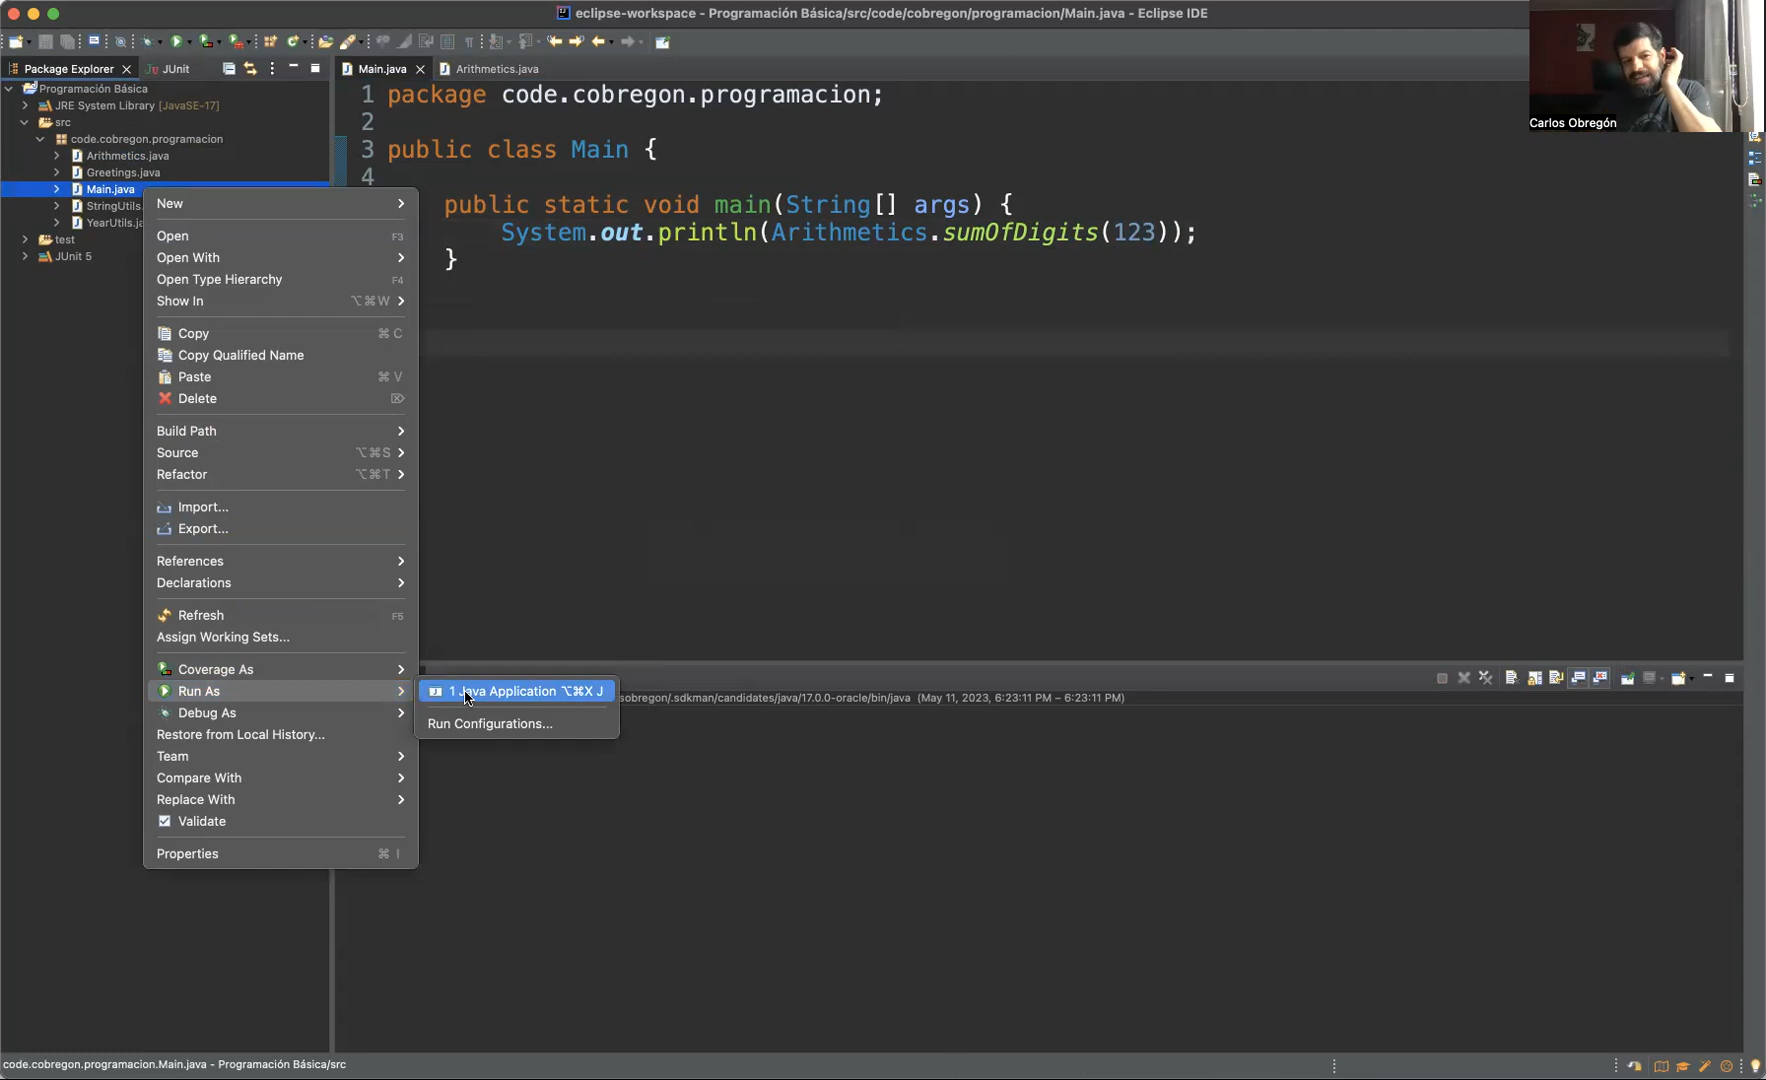 eclipse-workspace - Programación Básica/src/code/cobregon/programacion/Main.java - Eclipse IDE
Package Explorer
JUnit
Main.java
Arithmetics.java
Carlos Obregón
Programación Básica
JRE System Library [JavaSE-17]
src
code.cobregon.programacion
Arithmetics.java
Greetings.java
Main.java
StringUtils.
YearUtils.ja
test
JUnit 5
1 package code.cobregon.programacion;
2
3 public class Main {
4
public static void main(String[] args) {
System.out.println(Arithmetics.sumOfDigits(123));
}
New
Open F3
Open With
Open Type Hierarchy F4
Show In ⌥⌘W
Copy ⌘ C
Copy Qualified Name
Paste ⌘ V
Delete ⌦
Build Path
Source ⌥⌘S
Refactor ⌥⌘T
Import...
Export...
References
Declarations
Refresh F5
Assign Working Sets...
Coverage As
Run As
Debug As
Restore from Local History...
Team
Compare With
Replace With
Validate
Properties ⌘ I
1 Java Application ⌥⌘X J
Run Configurations...
sobregon/.sdkman/candidates/java/17.0.0-oracle/bin/java (May 11, 2023, 6:23:11 PM – 6:23:11 PM)
code.cobregon.programacion.Main.java - Programación Básica/src